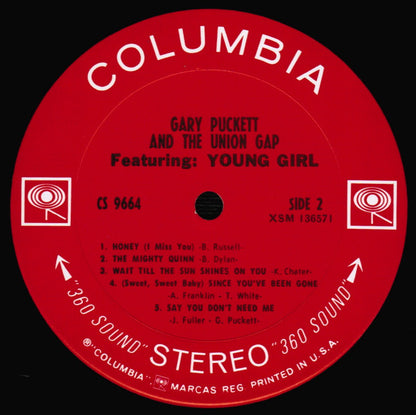 COLUMBIA
GARY PUCKETT
AND THE UNION GAP
Featuring: YOUNG GIRL
CS 9664
SIDE 2
XSM 136571
1. HONEY (I Miss You) -B. Russell-
2. THE MIGHTY QUINN -B. Dylan-
3. WAIT TILL THE SUN SHINES ON YOU -K. Chater-
4. (Sweet, Sweet Baby) SINCE YOU'VE BEEN GONE
-A. Franklin - T. White-
5. SAY YOU DON'T NEED ME
-J. Fuller - G. Puckett-
"360 SOUND" STEREO "360 SOUND"
℗ "COLUMBIA", MARCAS REG. PRINTED IN U.S.A.